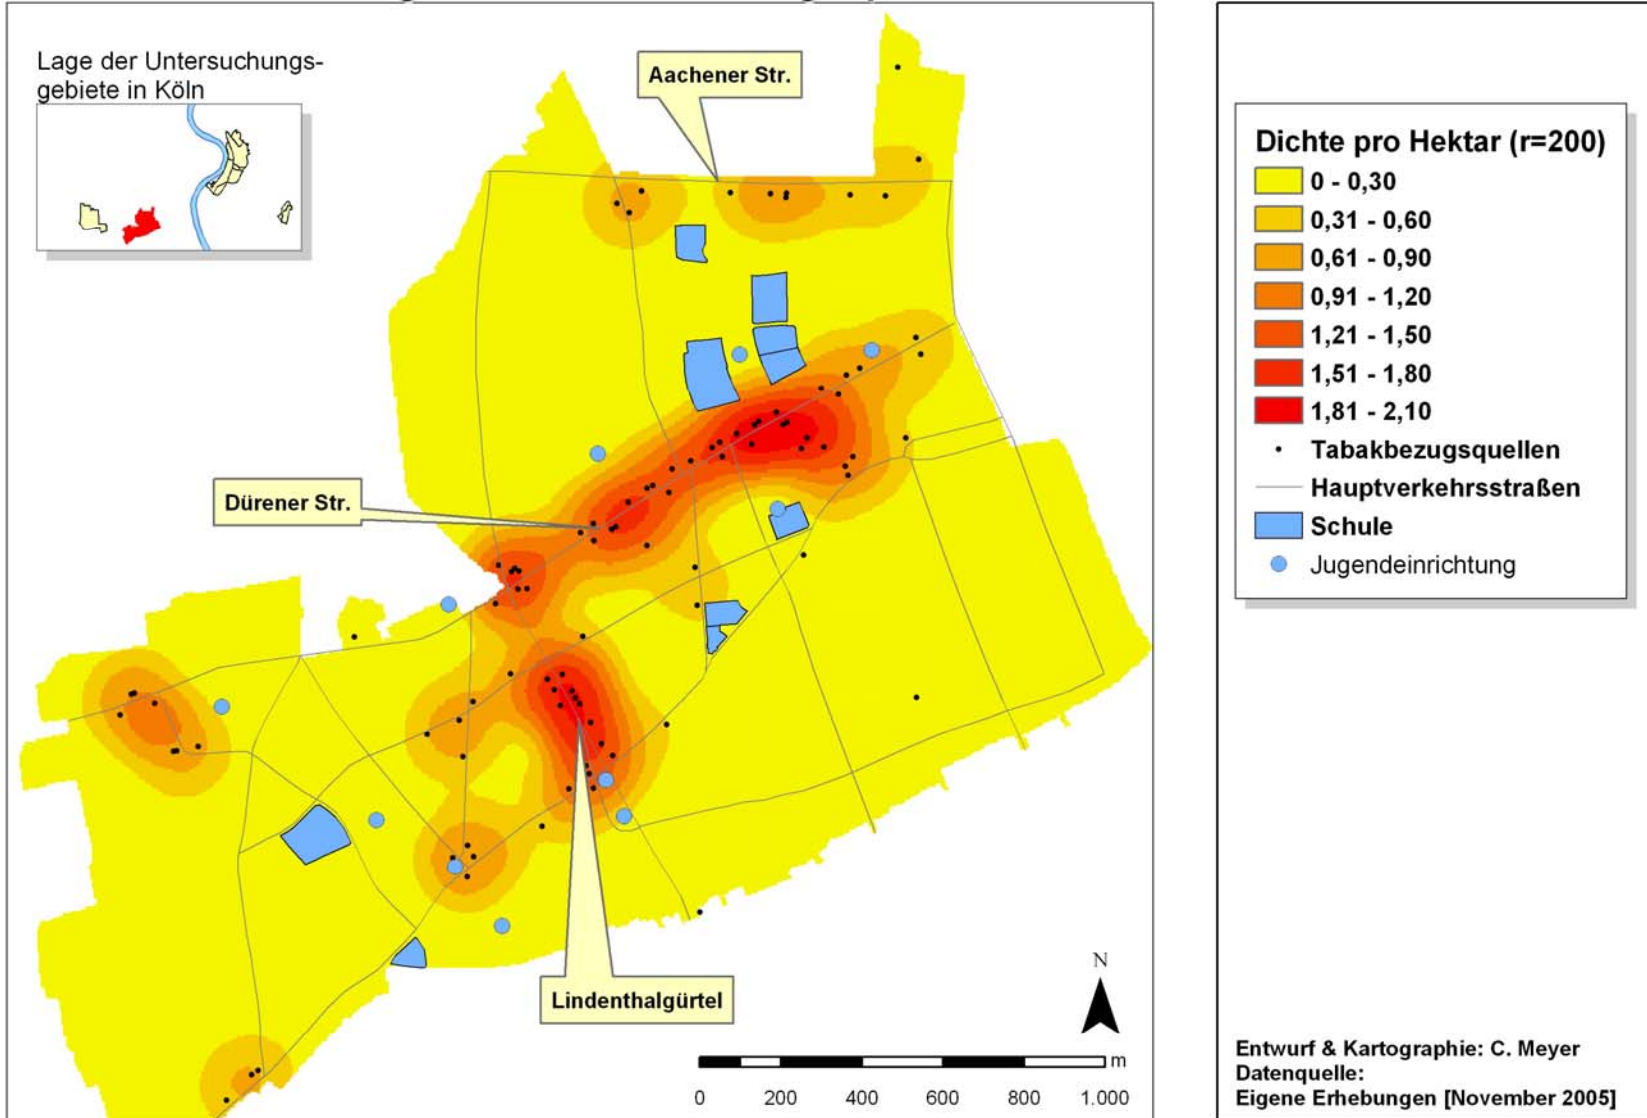 Lage der Untersuchungs-
gebiete in Köln
Aachener Str.
Dürener Str.
Lindenthalgürtel
N
m
0 200 400 600 800 1.000
Dichte pro Hektar (r=200)
0 - 0,30
0,31 - 0,60
0,61 - 0,90
0,91 - 1,20
1,21 - 1,50
1,51 - 1,80
1,81 - 2,10
Tabakbezugsquellen
Hauptverkehrsstraßen
Schule
Jugendeinrichtung
Entwurf & Kartographie: C. Meyer
Datenquelle:
Eigene Erhebungen [November 2005]